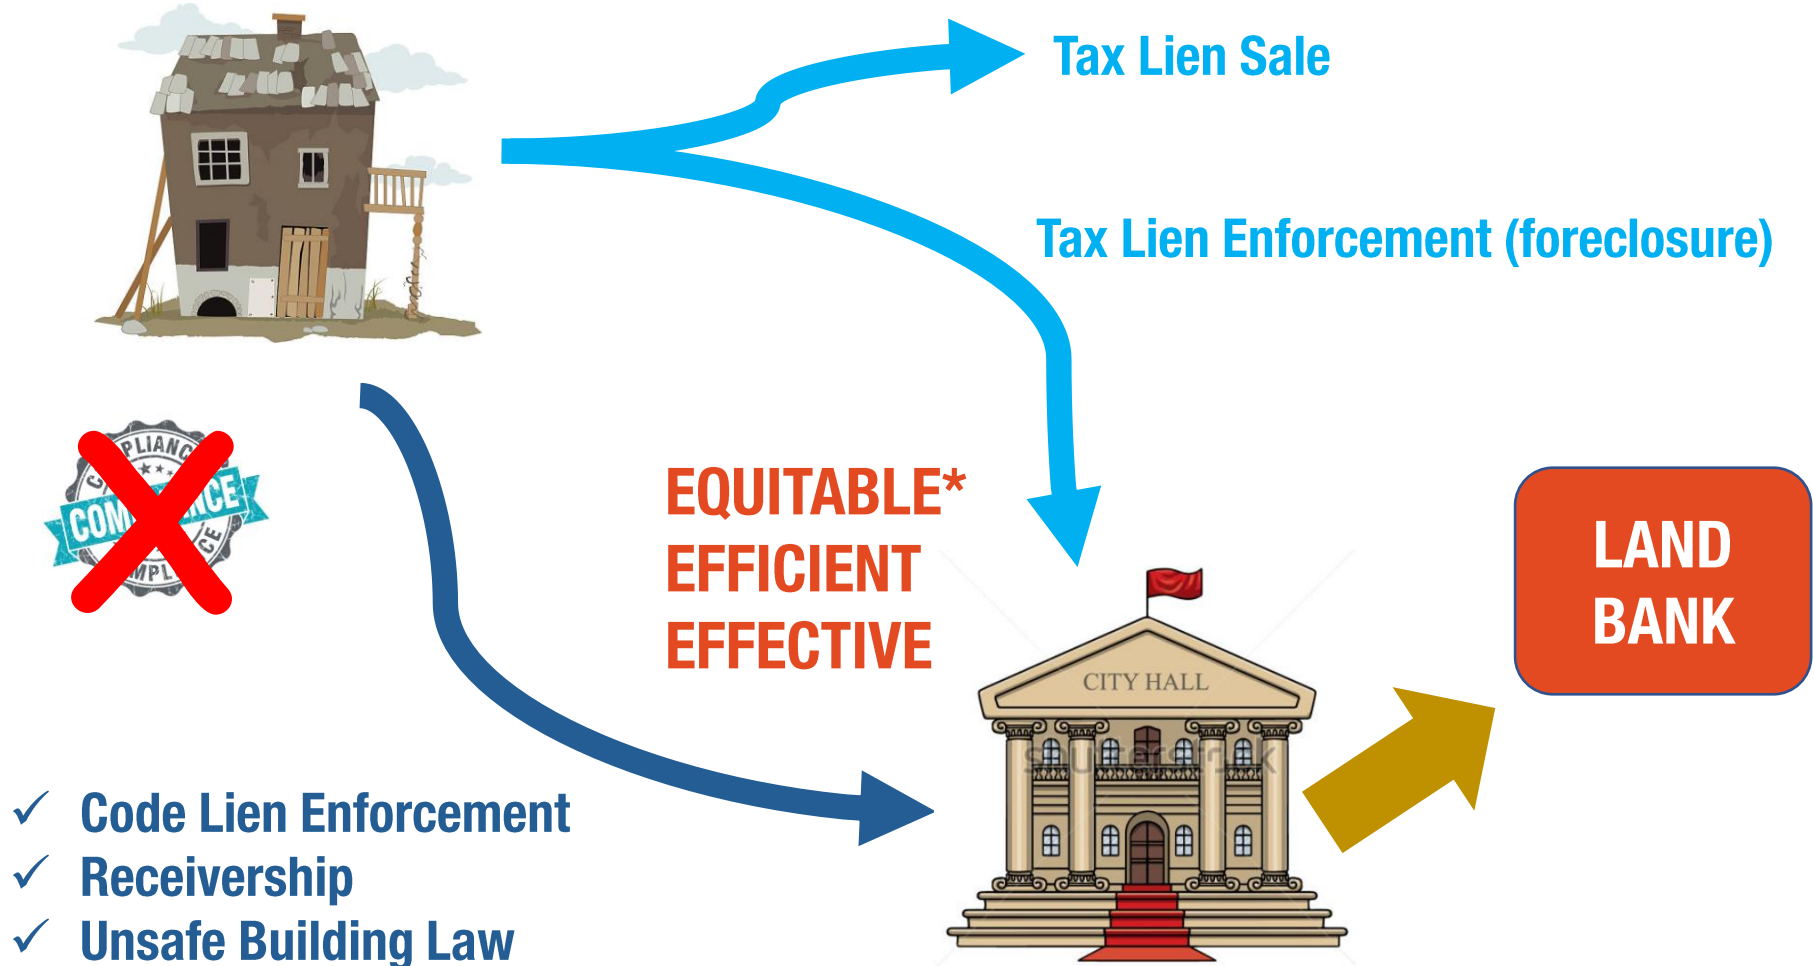 Tax Lien Sale
Tax Lien Enforcement (foreclosure)
EQUITABLE*
EFFICIENT
EFFECTIVE
LAND
BANK
CITY HALL
shutterstock
✓ Code Lien Enforcement
✓ Receivership
✓ Unsafe Building Law